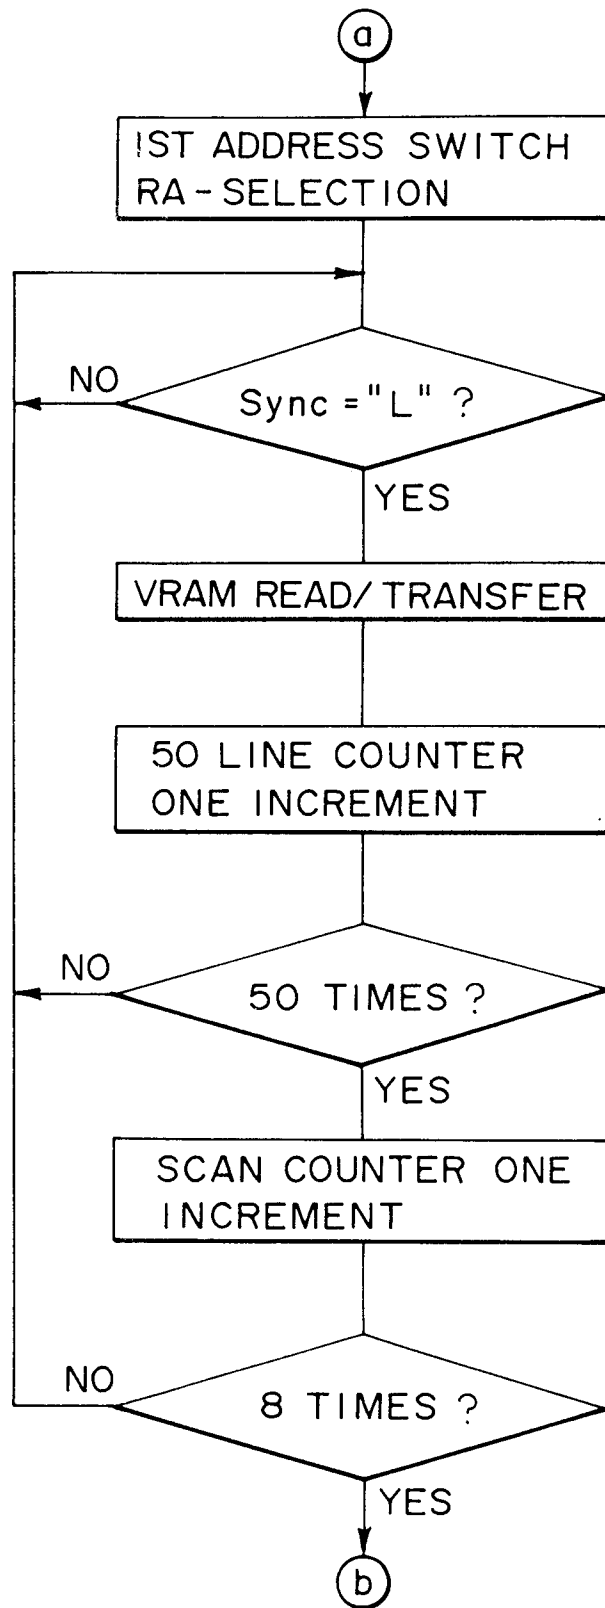 a
1ST ADDRESS SWITCH
RA-SELECTION
NO
Sync = "L" ?
YES
VRAM READ/TRANSFER
50 LINE COUNTER
ONE INCREMENT
NO
50 TIMES ?
YES
SCAN COUNTER ONE
INCREMENT
NO
8 TIMES ?
YES
b